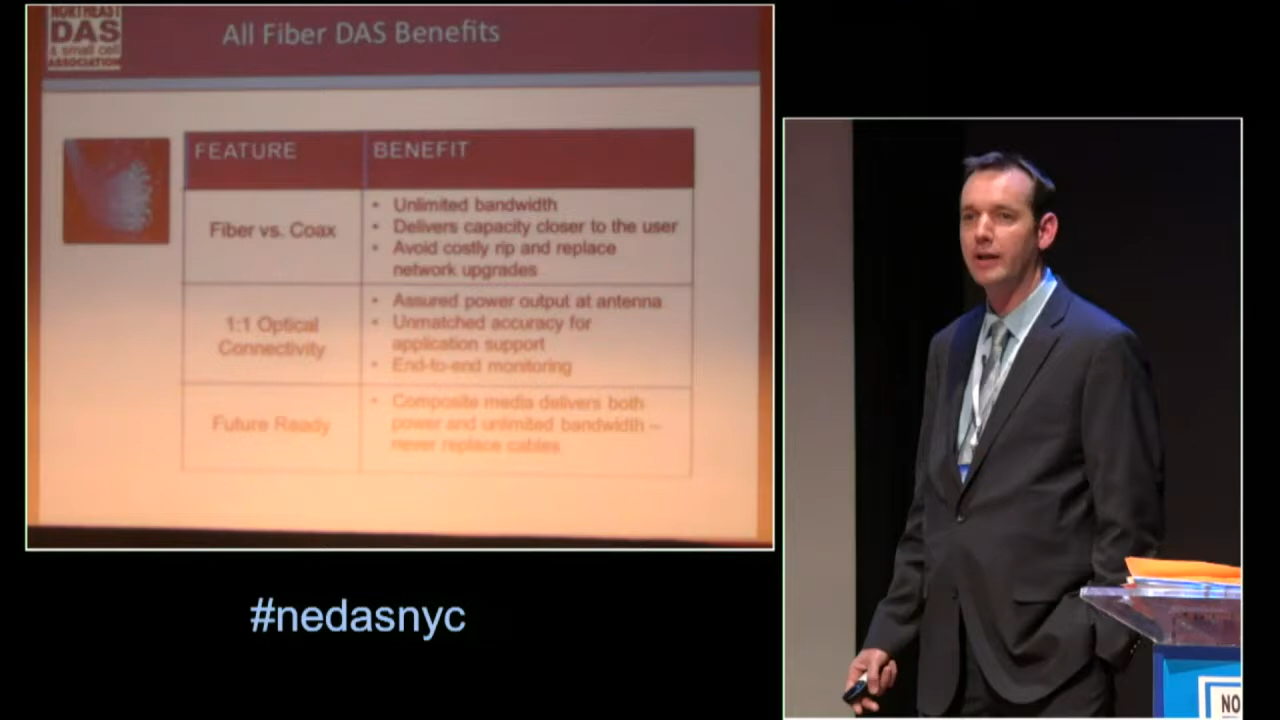 NORTHEAST
DAS
& small cell
ASSOCIATION
All Fiber DAS Benefits
FEATURE
BENEFIT
Fiber vs. Coax
• Unlimited bandwidth
• Delivers capacity closer to the user
• Avoid costly rip and replace
network upgrades
1:1 Optical
Connectivity
• Assured power output at antenna
• Unmatched accuracy for
application support
• End-to-end monitoring
Future Ready
• Composite media delivers both
power and unlimited bandwidth –
never replace cables
#nedasnyc
NO